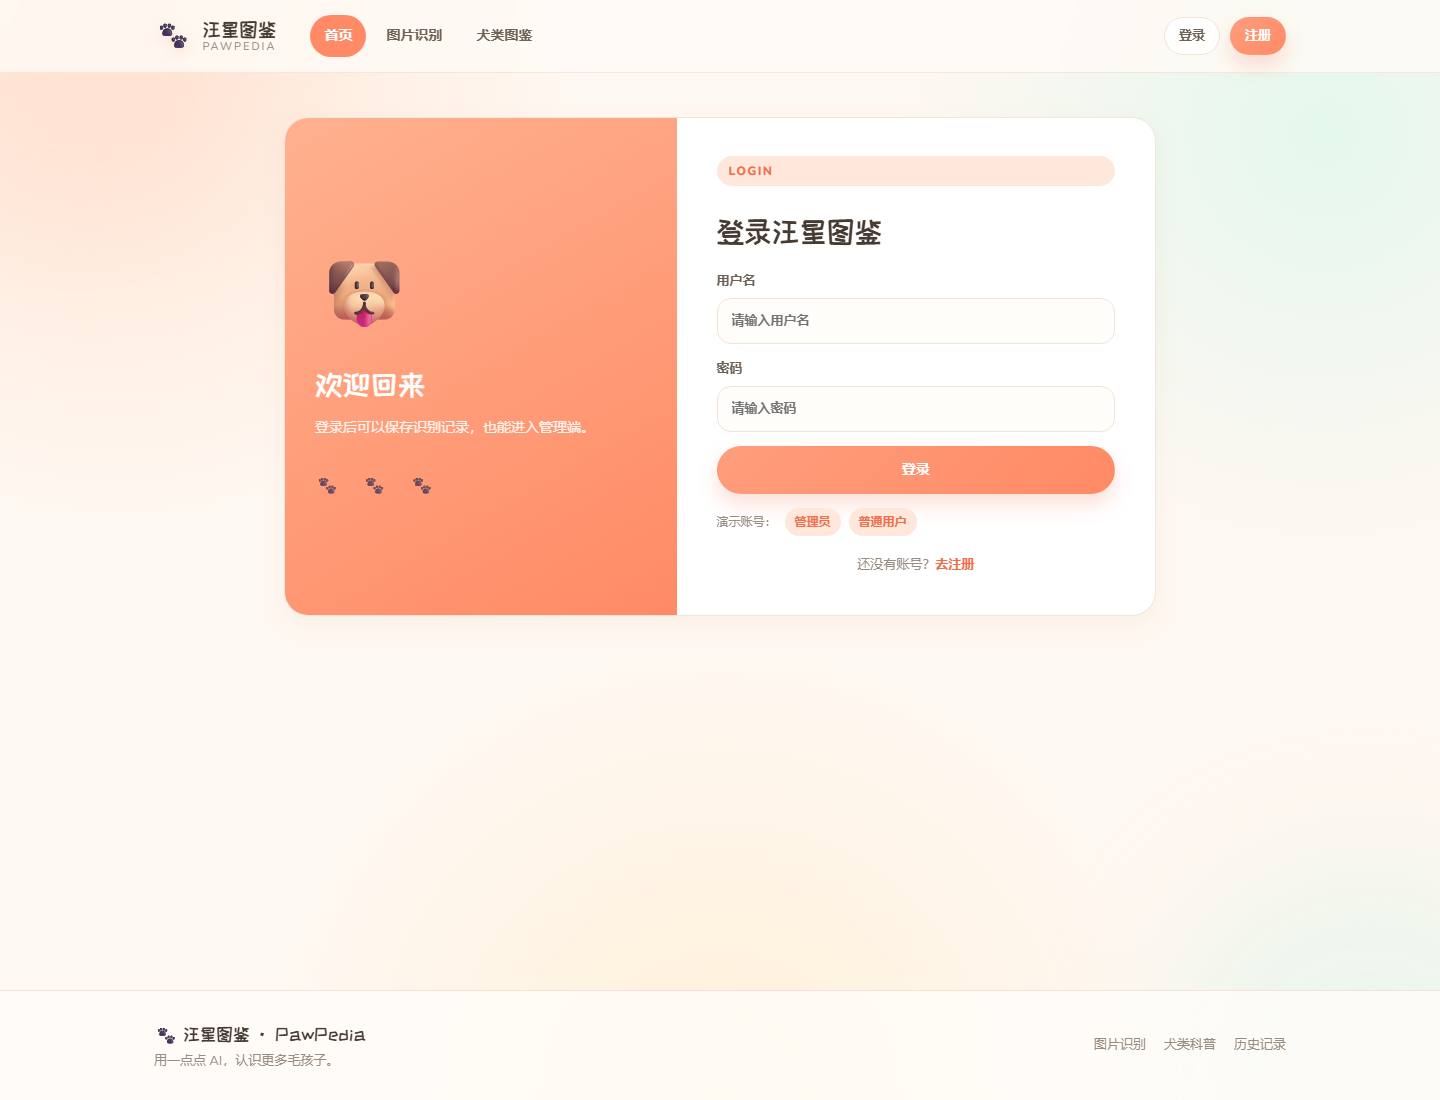 汪星图鉴
PAWPEDIA
首页
图片识别
犬类图鉴
登录
注册
欢迎回来
登录后可以保存识别记录，也能进入管理端。
LOGIN
登录汪星图鉴
用户名
请输入用户名
密码
请输入密码
登录
演示账号：
管理员
普通用户
还没有账号？去注册
汪星图鉴 · PawPedia
用一点点 AI，认识更多毛孩子。
图片识别
犬类科普
历史记录